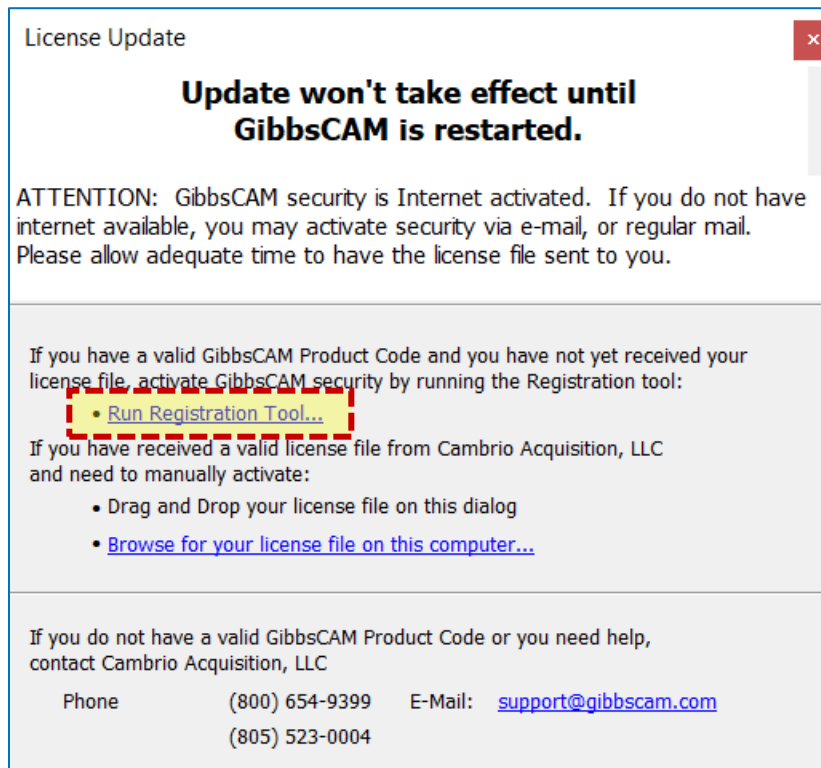 License Update
×
Update won't take effect until
GibbsCAM is restarted.
ATTENTION:  GibbsCAM security is Internet activated.  If you do not have
internet available, you may activate security via e-mail, or regular mail.
Please allow adequate time to have the license file sent to you.
If you have a valid GibbsCAM Product Code and you have not yet received your
license file, activate GibbsCAM security by running the Registration tool:
• Run Registration Tool...
If you have received a valid license file from Cambrio Acquisition, LLC
and need to manually activate:
• Drag and Drop your license file on this dialog
• Browse for your license file on this computer...
If you do not have a valid GibbsCAM Product Code or you need help,
contact Cambrio Acquisition, LLC
Phone (800) 654-9399 E-Mail: support@gibbscam.com
(805) 523-0004